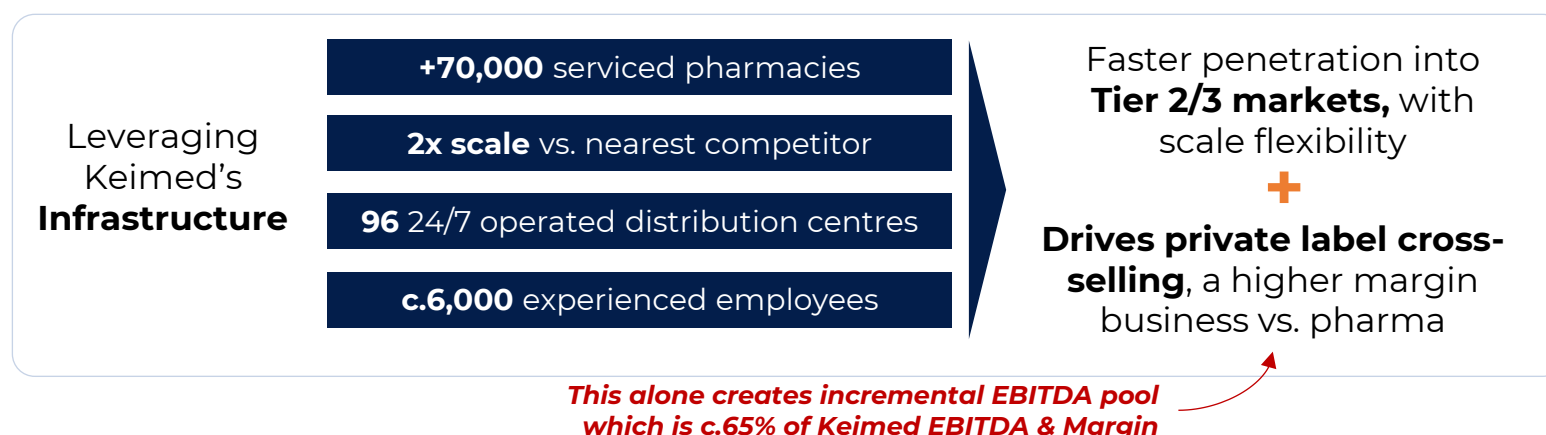 Leveraging
Keimed’s
Infrastructure
+70,000 serviced pharmacies
2x scale vs. nearest competitor
96 24/7 operated distribution centres
c.6,000 experienced employees
Faster penetration into
Tier 2/3 markets, with
scale flexibility
+
Drives private label cross-
selling, a higher margin
business vs. pharma
This alone creates incremental EBITDA pool
which is c.65% of Keimed EBITDA & Margin